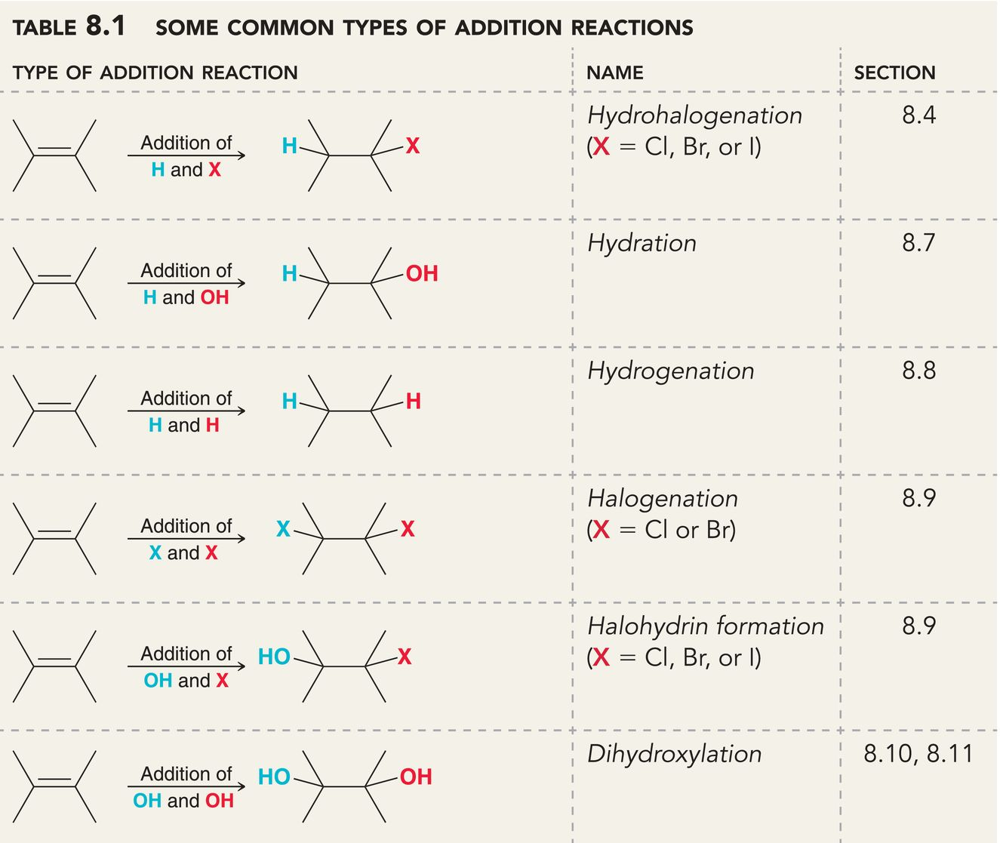 TABLE 8.1 SOME COMMON TYPES OF ADDITION REACTIONS
TYPE OF ADDITION REACTION NAME SECTION
Addition of
H and X
H X
Hydrohalogenation 8.4
(X = Cl, Br, or I)
Addition of
H and OH
H OH
Hydration 8.7
Addition of
H and H
H H
Hydrogenation 8.8
Addition of
X and X
X X
Halogenation 8.9
(X = Cl or Br)
Addition of
OH and X
HO X
Halohydrin formation 8.9
(X = Cl, Br, or I)
Addition of
OH and OH
HO OH
Dihydroxylation 8.10, 8.11